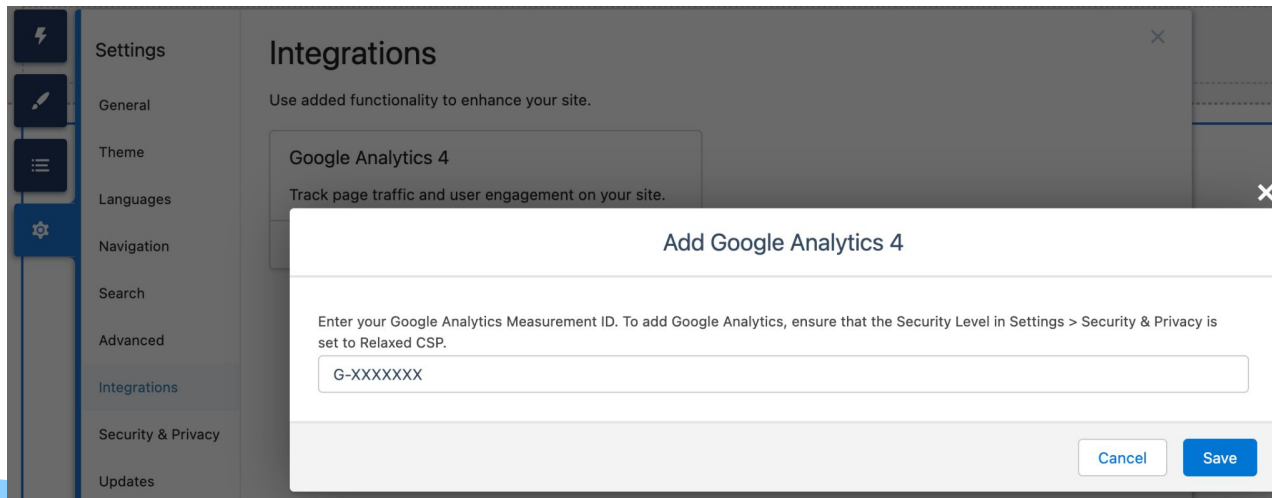 Settings
General
Theme
Languages
Navigation
Search
Advanced
Integrations
Security & Privacy
Updates
Integrations
Use added functionality to enhance your site.
Google Analytics 4
Track page traffic and user engagement on your site.
Add Google Analytics 4
Enter your Google Analytics Measurement ID. To add Google Analytics, ensure that the Security Level in Settings > Security & Privacy is
set to Relaxed CSP.
G-XXXXXXX
Cancel
Save